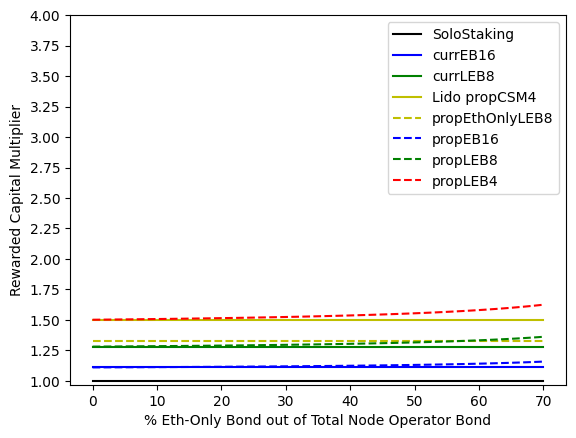 4.00
3.75
3.50
3.25
3.00
2.75
2.50
2.25
2.00
1.75
1.50
1.25
1.00
Rewarded Capital Multiplier
SoloStaking
currEB16
currLEB8
Lido propCSM4
propEthOnlyLEB8
propEB16
propLEB8
propLEB4
0 10 20 30 40 50 60 70
% Eth-Only Bond out of Total Node Operator Bond